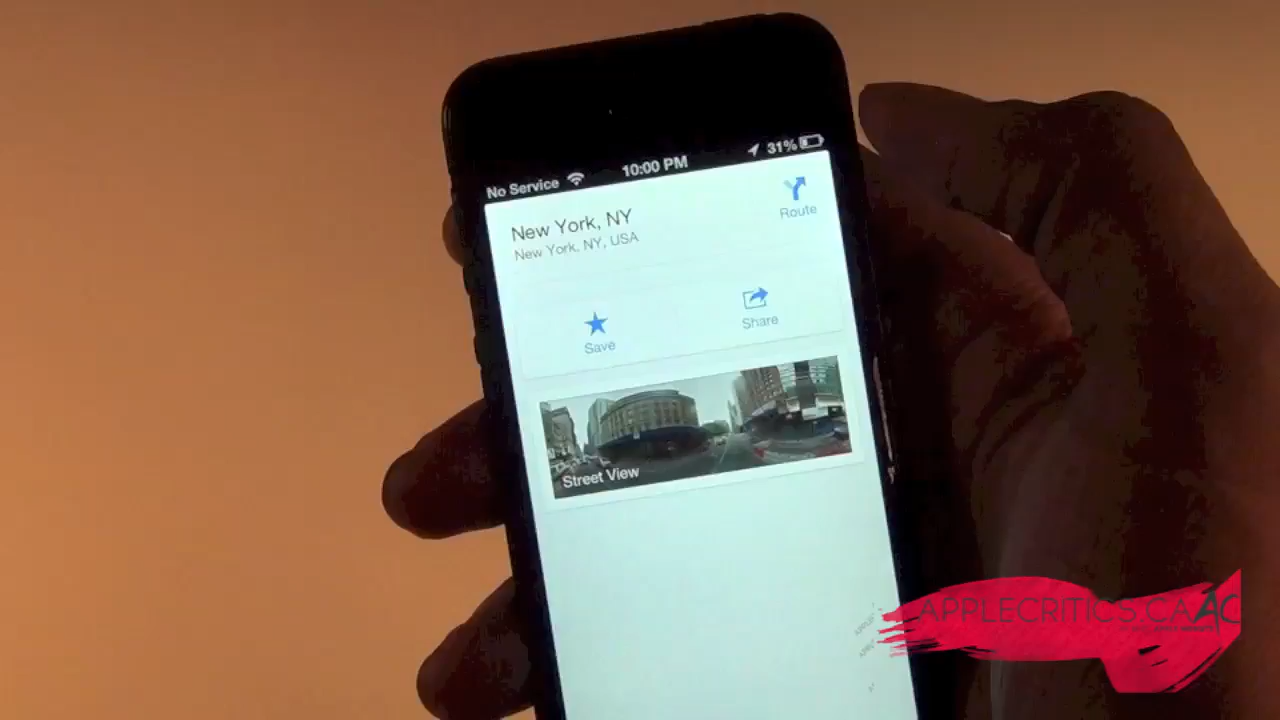 No Service 10:00 PM 31%
New York, NY
New York, NY, USA
Route
Save
Share
Street View
APPLECRITICS.CA AC